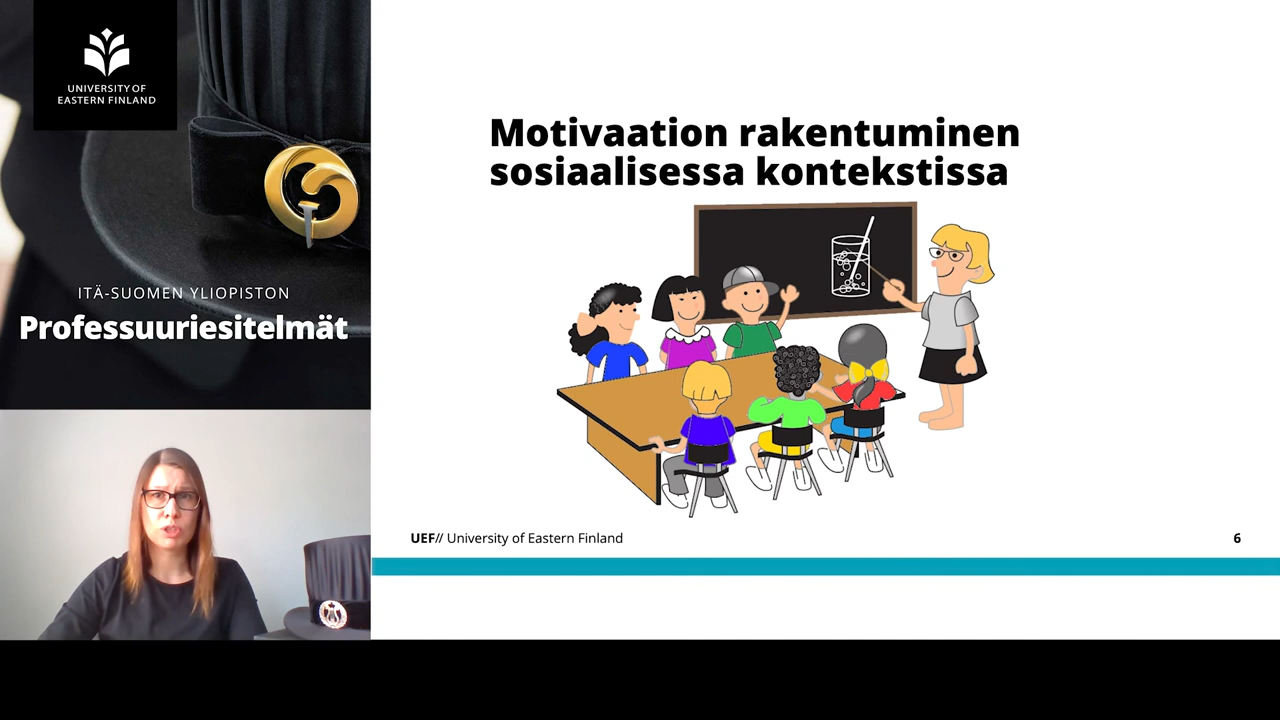 UNIVERSITY OF
EASTERN FINLAND
ITÄ-SUOMEN YLIOPISTON
Professuuriesitelmät
Motivaation rakentuminen
sosiaalisessa kontekstissa
UEF// University of Eastern Finland
6